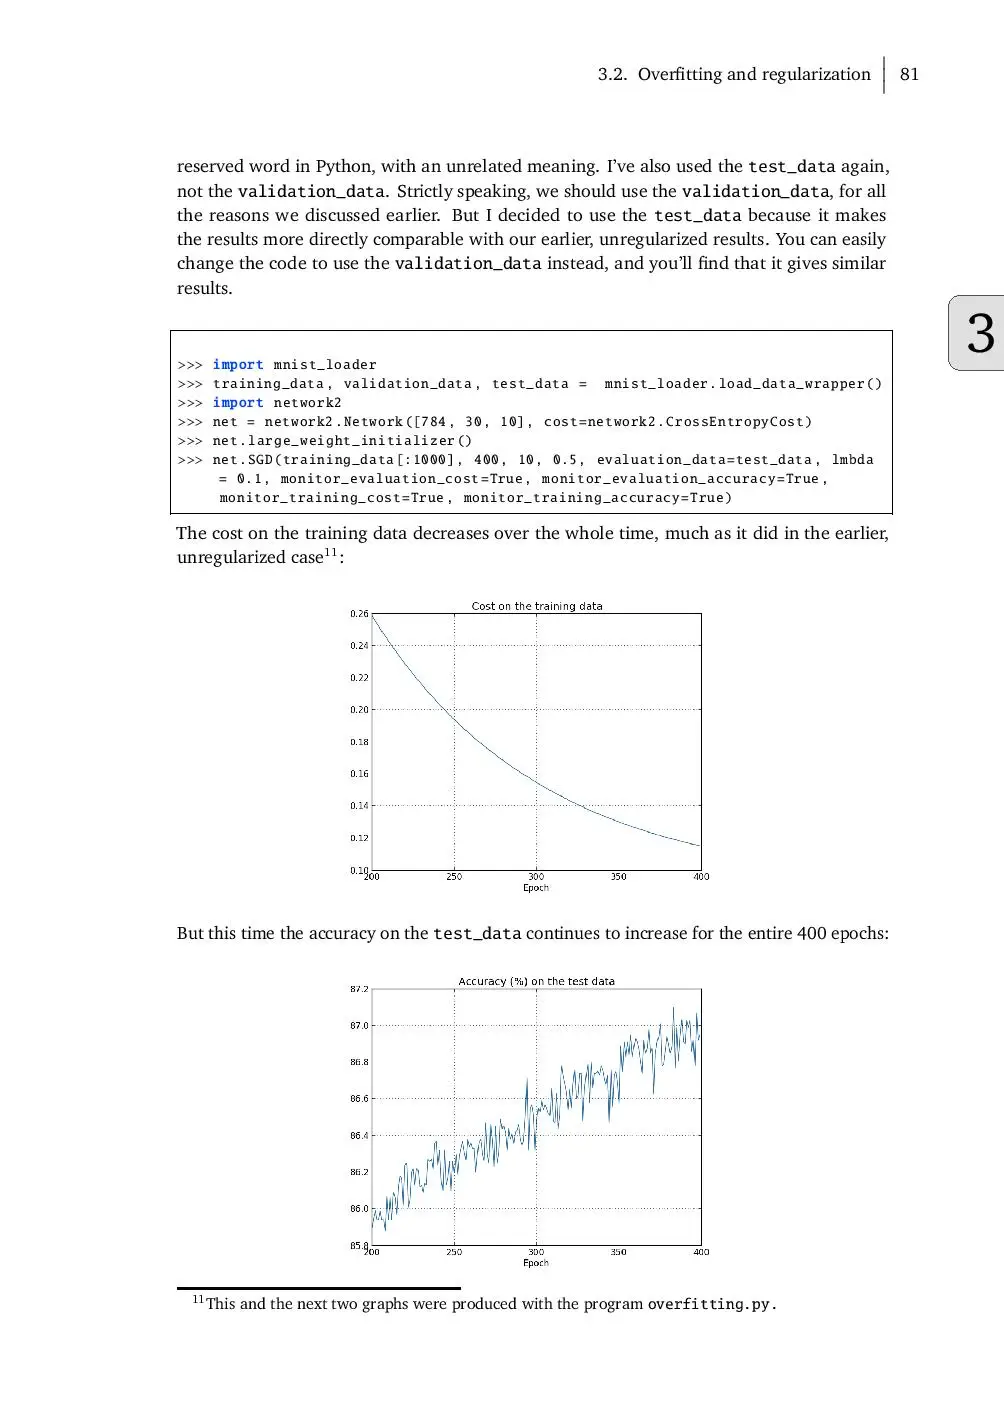 3.2. Overfitting and regularization 81
reserved word in Python, with an unrelated meaning. I’ve also used the test_data again,
not the validation_data. Strictly speaking, we should use the validation_data, for all
the reasons we discussed earlier. But I decided to use the test_data because it makes
the results more directly comparable with our earlier, unregularized results. You can easily
change the code to use the validation_data instead, and you’ll find that it gives similar
results.
3
>>> import mnist_loader
>>> training_data, validation_data, test_data = mnist_loader.load_data_wrapper()
>>> import network2
>>> net = network2.Network([784, 30, 10], cost=network2.CrossEntropyCost)
>>> net.large_weight_initializer()
>>> net.SGD(training_data[:1000], 400, 10, 0.5, evaluation_data=test_data, lmbda
= 0.1, monitor_evaluation_cost=True, monitor_evaluation_accuracy=True,
monitor_training_cost=True, monitor_training_accuracy=True)
The cost on the training data decreases over the whole time, much as it did in the earlier,
unregularized case11:
Cost on the training data
0.26
0.24
0.22
0.20
0.18
0.16
0.14
0.12
0.10
200 250 300 350 400
Epoch
But this time the accuracy on the test_data continues to increase for the entire 400 epochs:
Accuracy (%) on the test data
87.2
87.0
86.8
86.6
86.4
86.2
86.0
85.8
200 250 300 350 400
Epoch
11This and the next two graphs were produced with the program overfitting.py.